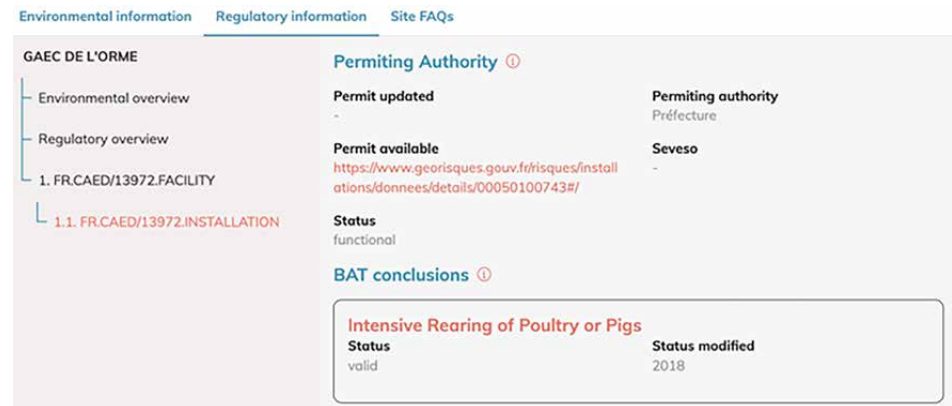 Environmental information Regulatory information Site FAQs
GAEC DE L'ORME
Environmental overview
Regulatory overview
1. FR.CAED/13972.FACILITY
1.1. FR.CAED/13972.INSTALLATION
Permiting Authority
Permit updated
-
Permiting authority
Préfecture
Permit available
https://www.georisques.gouv.fr/risques/install
ations/donnees/details/00050100743#/
Seveso
-
Status
functional
BAT conclusions
Intensive Rearing of Poultry or Pigs
Status
valid
Status modified
2018